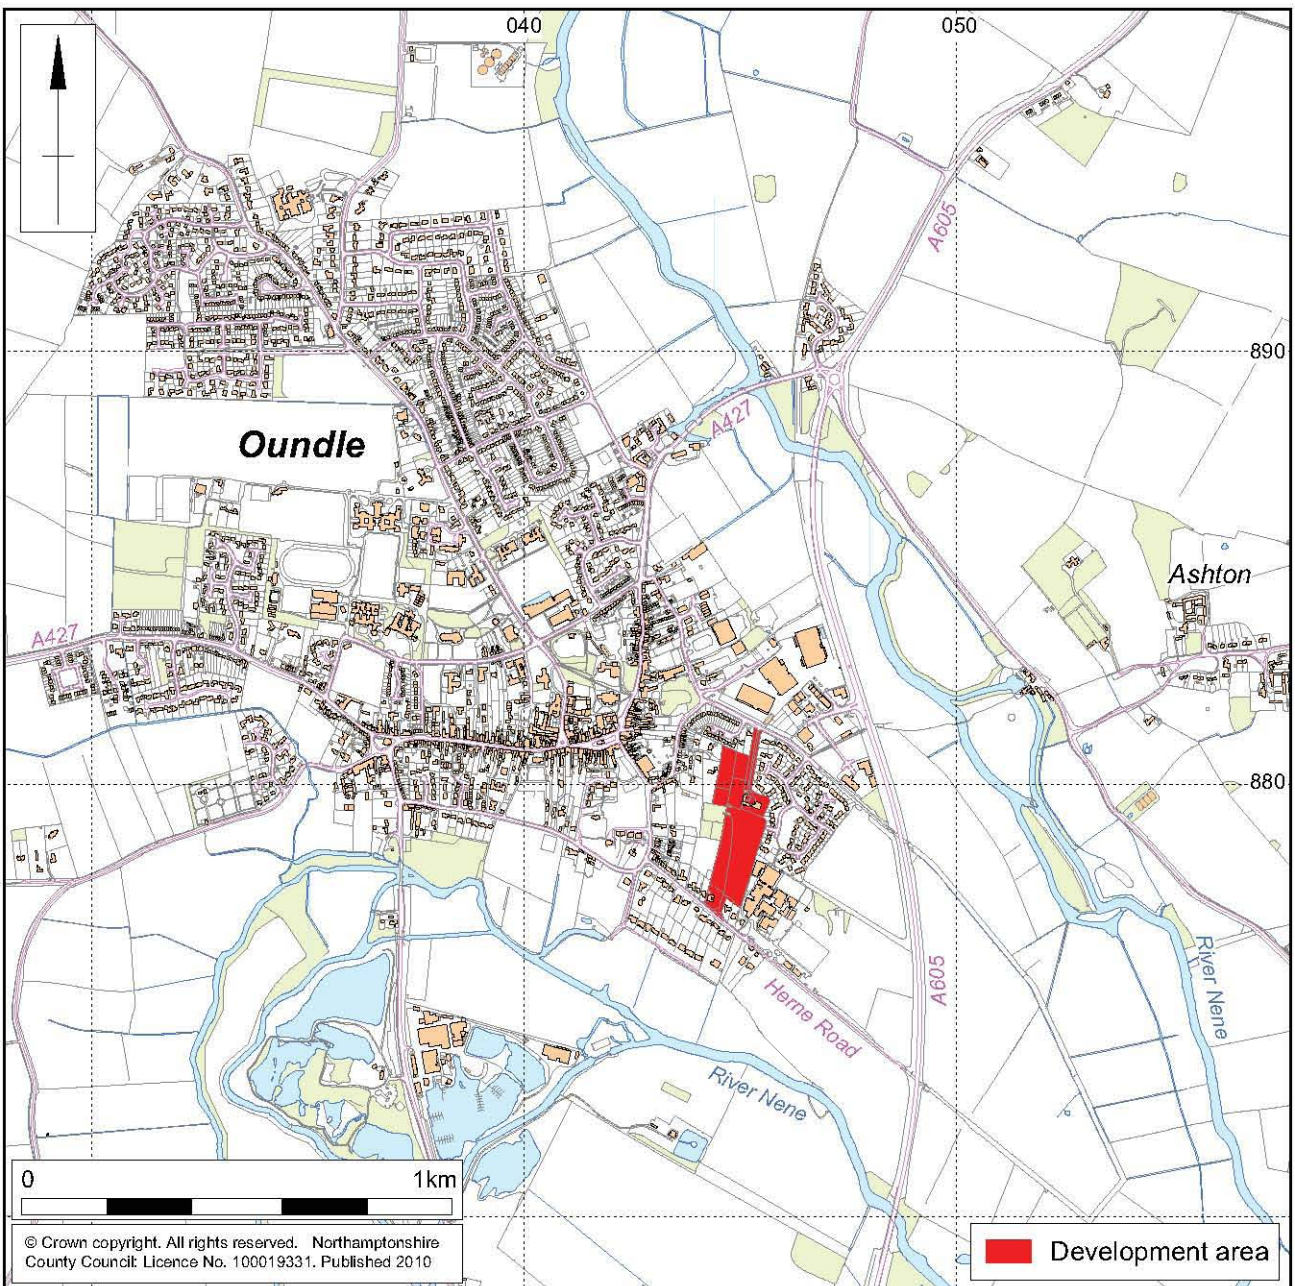 040
050
A605
890
Oundle
A427
Ashton
A427
880
A605
River Nene
Herne Road
River Nene
0 1km
© Crown copyright. All rights reserved. Northamptonshire
County Council: Licence No. 100019331. Published 2010
Development area